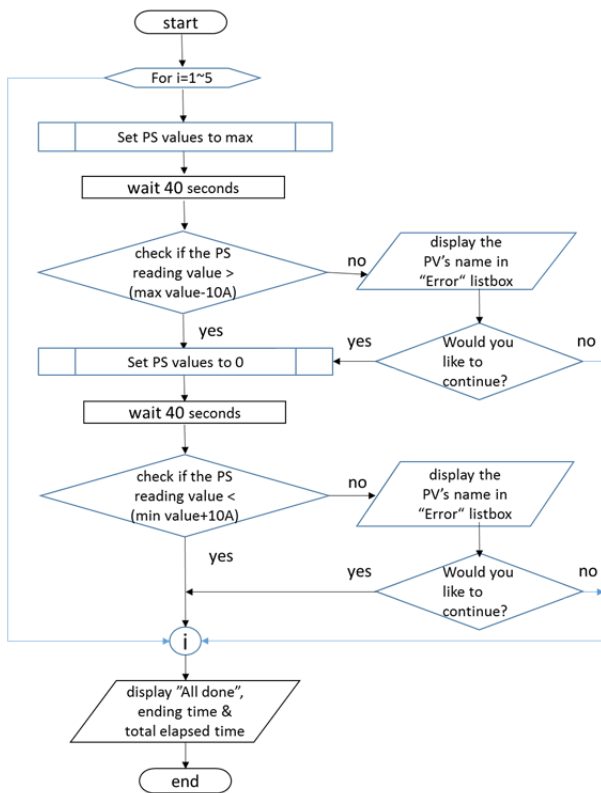 start
For i=1~5
Set PS values to max
wait 40 seconds
check if the PS
reading value >
(max value-10A)
no
display the
PV's name in
"Error" listbox
yes
Would you
like to
continue?
yes
no
Set PS values to 0
wait 40 seconds
check if the PS
reading value <
(min value+10A)
no
display the
PV's name in
"Error" listbox
yes
Would you
like to
continue?
yes
no
i
display "All done",
ending time &
total elapsed time
end